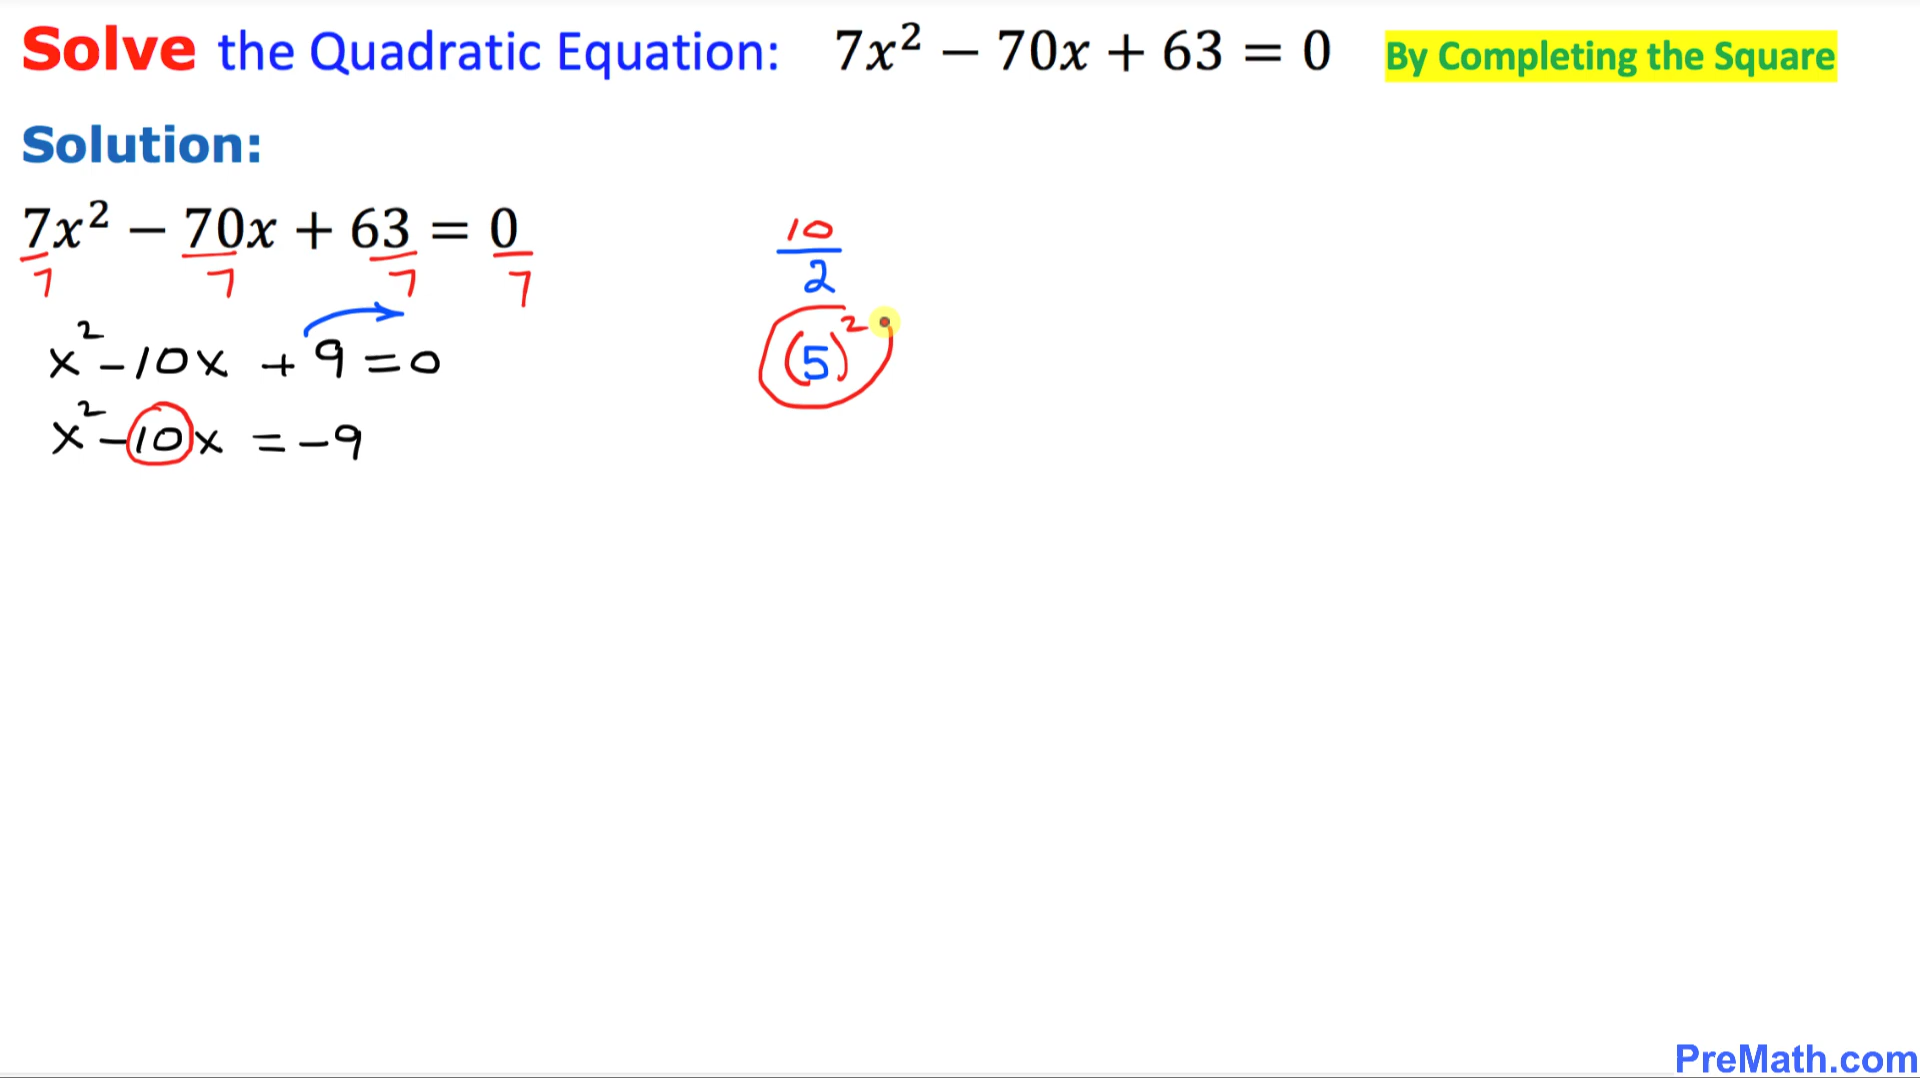 Solve the Quadratic Equation: 7x² − 70x + 63 = 0 By Completing the Square
Solution:
7x² − 70x + 63 = 0
7 7 7 7
x² - 10x + 9 = 0
x² - 10x = -9
10
2
(5)²
PreMath.com